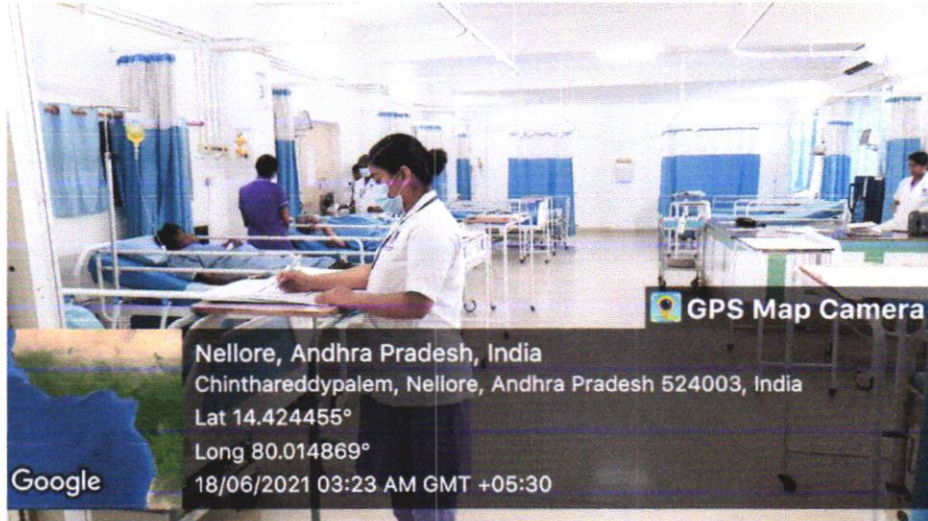 GPS Map Camera
Nellore, Andhra Pradesh, India
Chinthareddypalem, Nellore, Andhra Pradesh 524003, India
Lat 14.424455°
Long 80.014869°
18/06/2021 03:23 AM GMT +05:30
Google